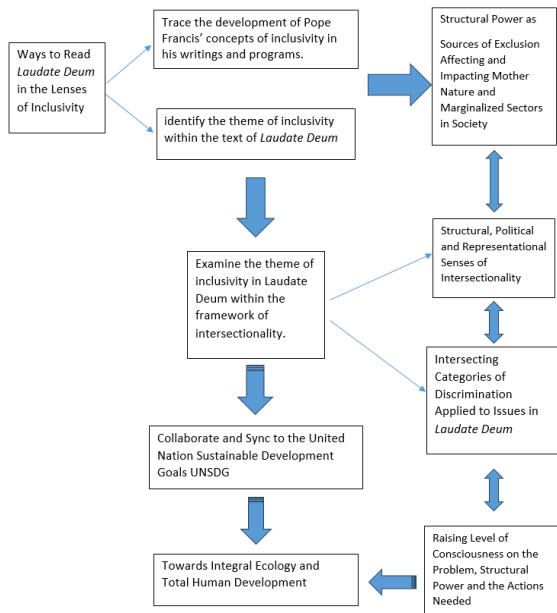 Ways to Read
Laudate Deum
in the Lenses
of Inclusivity
Trace the development of Pope
Francis’ concepts of inclusivity in
his writings and programs.
identify the theme of inclusivity
within the text of Laudate Deum
Structural Power as
Sources of Exclusion
Affecting and
Impacting Mother
Nature and
Marginalized Sectors
in Society
Examine the theme of
inclusivity in Laudate
Deum within the
framework of
intersectionality.
Structural, Political
and Representational
Senses of
Intersectionality
Intersecting
Categories of
Discrimination
Applied to Issues in
Laudate Deum
Collaborate and Sync to the United
Nation Sustainable Development
Goals UNSDG
Towards Integral Ecology and
Total Human Development
Raising Level of
Consciousness on the
Problem, Structural
Power and the Actions
Needed